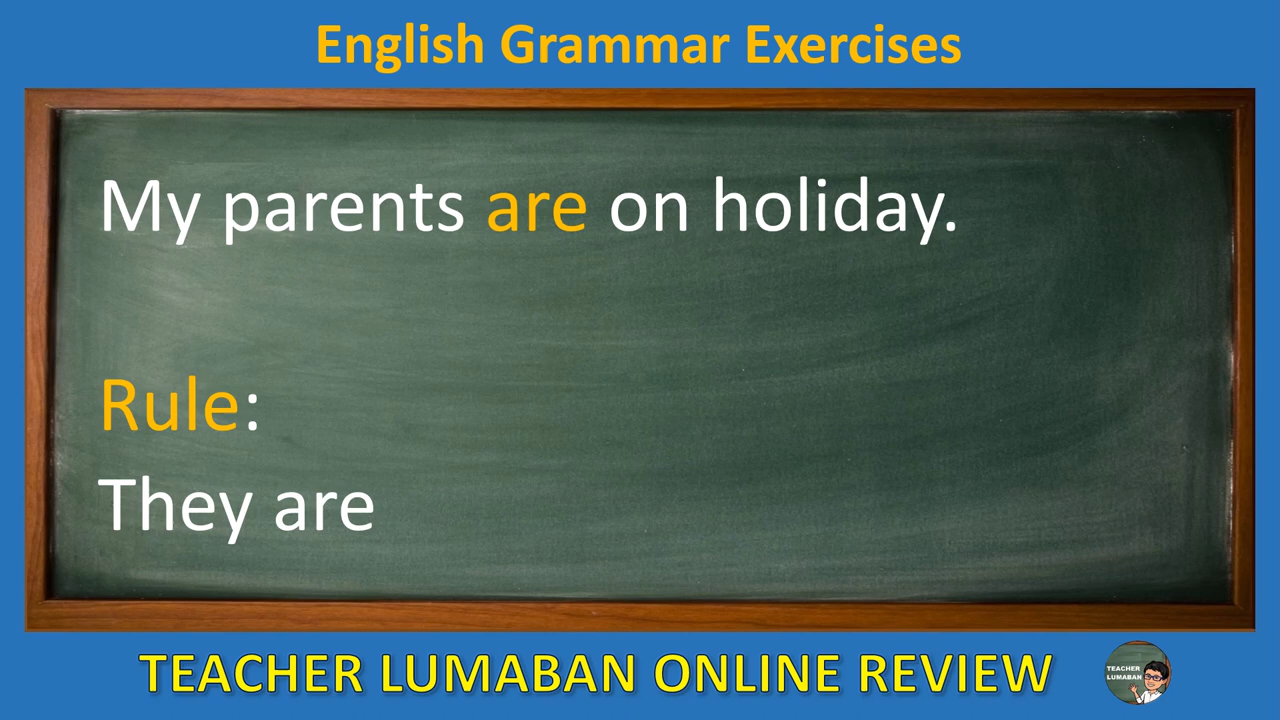 English Grammar Exercises
My parents are on holiday.
Rule:
They are
TEACHER LUMABAN ONLINE REVIEW
TEACHER
LUMABAN